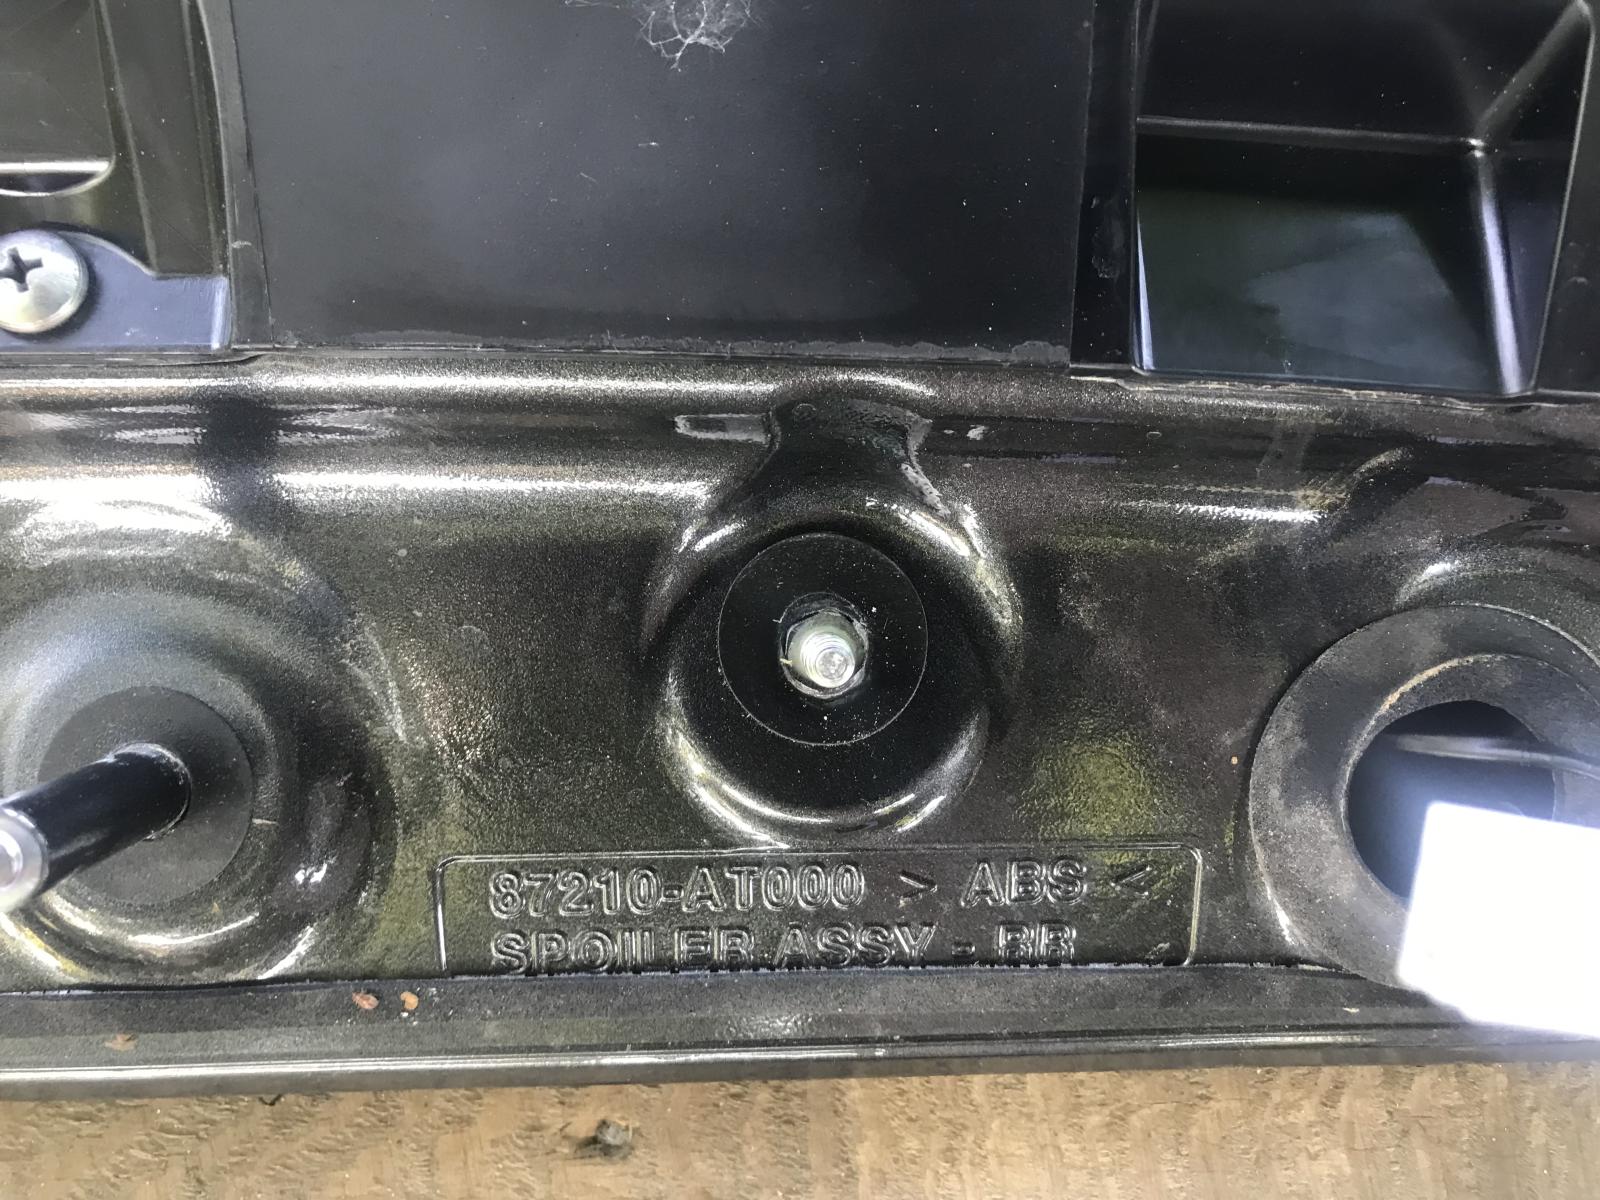 87210-AT000 > ABS <
SPOILER ASSY - RR